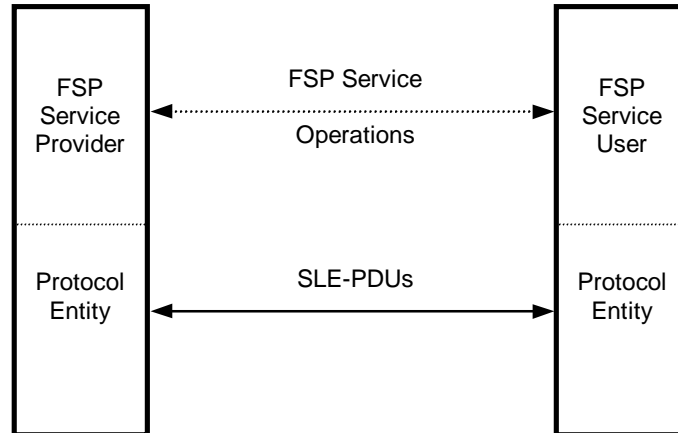 FSP
Service
Provider
FSP Service
Operations
FSP
Service
User
Protocol
Entity
SLE-PDUs
Protocol
Entity